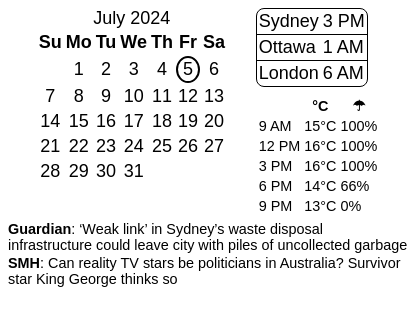 July 2024
Su Mo Tu We Th Fr Sa
1 2 3 4 5 6
7 8 9 10 11 12 13
14 15 16 17 18 19 20
21 22 23 24 25 26 27
28 29 30 31
Sydney 3 PM
Ottawa 1 AM
London 6 AM
°C ☂
9 AM 15°C 100%
12 PM 16°C 100%
3 PM 16°C 100%
6 PM 14°C 66%
9 PM 13°C 0%
Guardian: ‘Weak link’ in Sydney’s waste disposal
infrastructure could leave city with piles of uncollected garbage
SMH: Can reality TV stars be politicians in Australia? Survivor
star King George thinks so